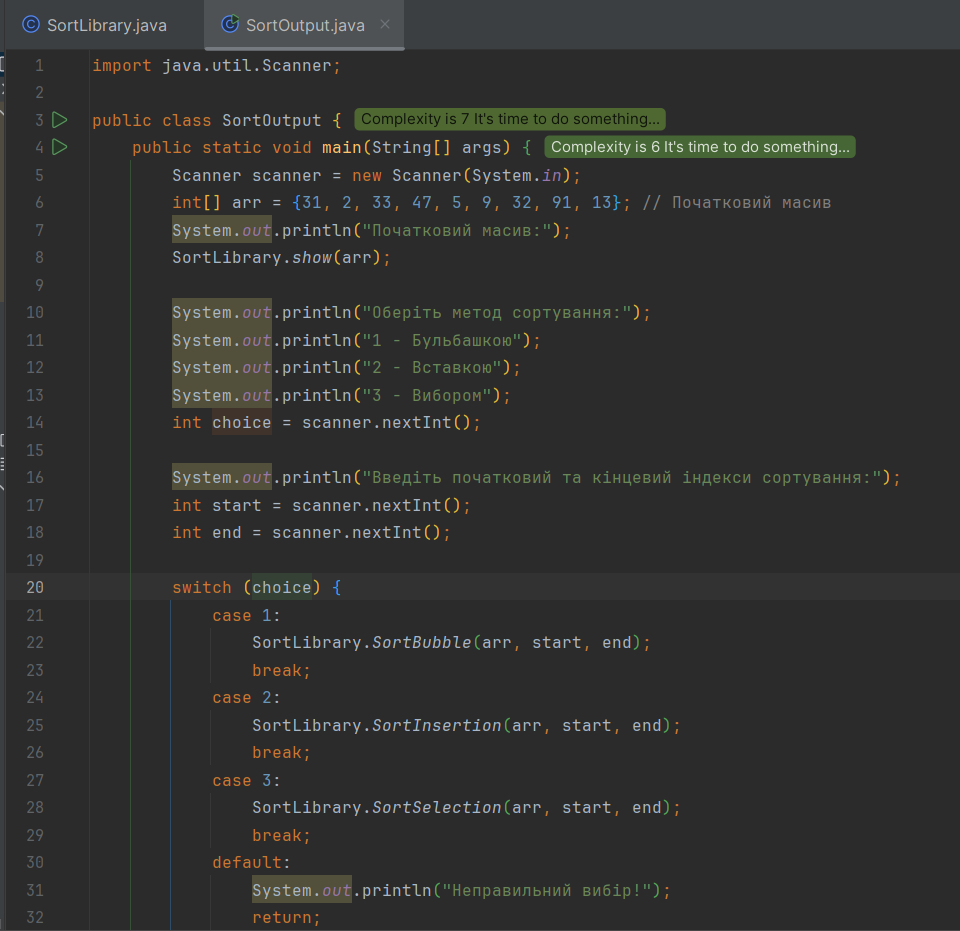 SortLibrary.java SortOutput.java
1 import java.util.Scanner;
2
3 public class SortOutput { Complexity is 7 It's time to do something...
4 public static void main(String[] args) { Complexity is 6 It's time to do something...
5 Scanner scanner = new Scanner(System.in);
6 int[] arr = {31, 2, 33, 47, 5, 9, 32, 91, 13}; // Початковий масив
7 System.out.println("Початковий масив:");
8 SortLibrary.show(arr);
9
10 System.out.println("Оберіть метод сортування:");
11 System.out.println("1 - Бульбашкою");
12 System.out.println("2 - Вставкою");
13 System.out.println("3 - Вибором");
14 int choice = scanner.nextInt();
15
16 System.out.println("Введіть початковий та кінцевий індекси сортування:");
17 int start = scanner.nextInt();
18 int end = scanner.nextInt();
19
20 switch (choice) {
21 case 1:
22 SortLibrary.SortBubble(arr, start, end);
23 break;
24 case 2:
25 SortLibrary.SortInsertion(arr, start, end);
26 break;
27 case 3:
28 SortLibrary.SortSelection(arr, start, end);
29 break;
30 default:
31 System.out.println("Неправильний вибір!");
32 return;